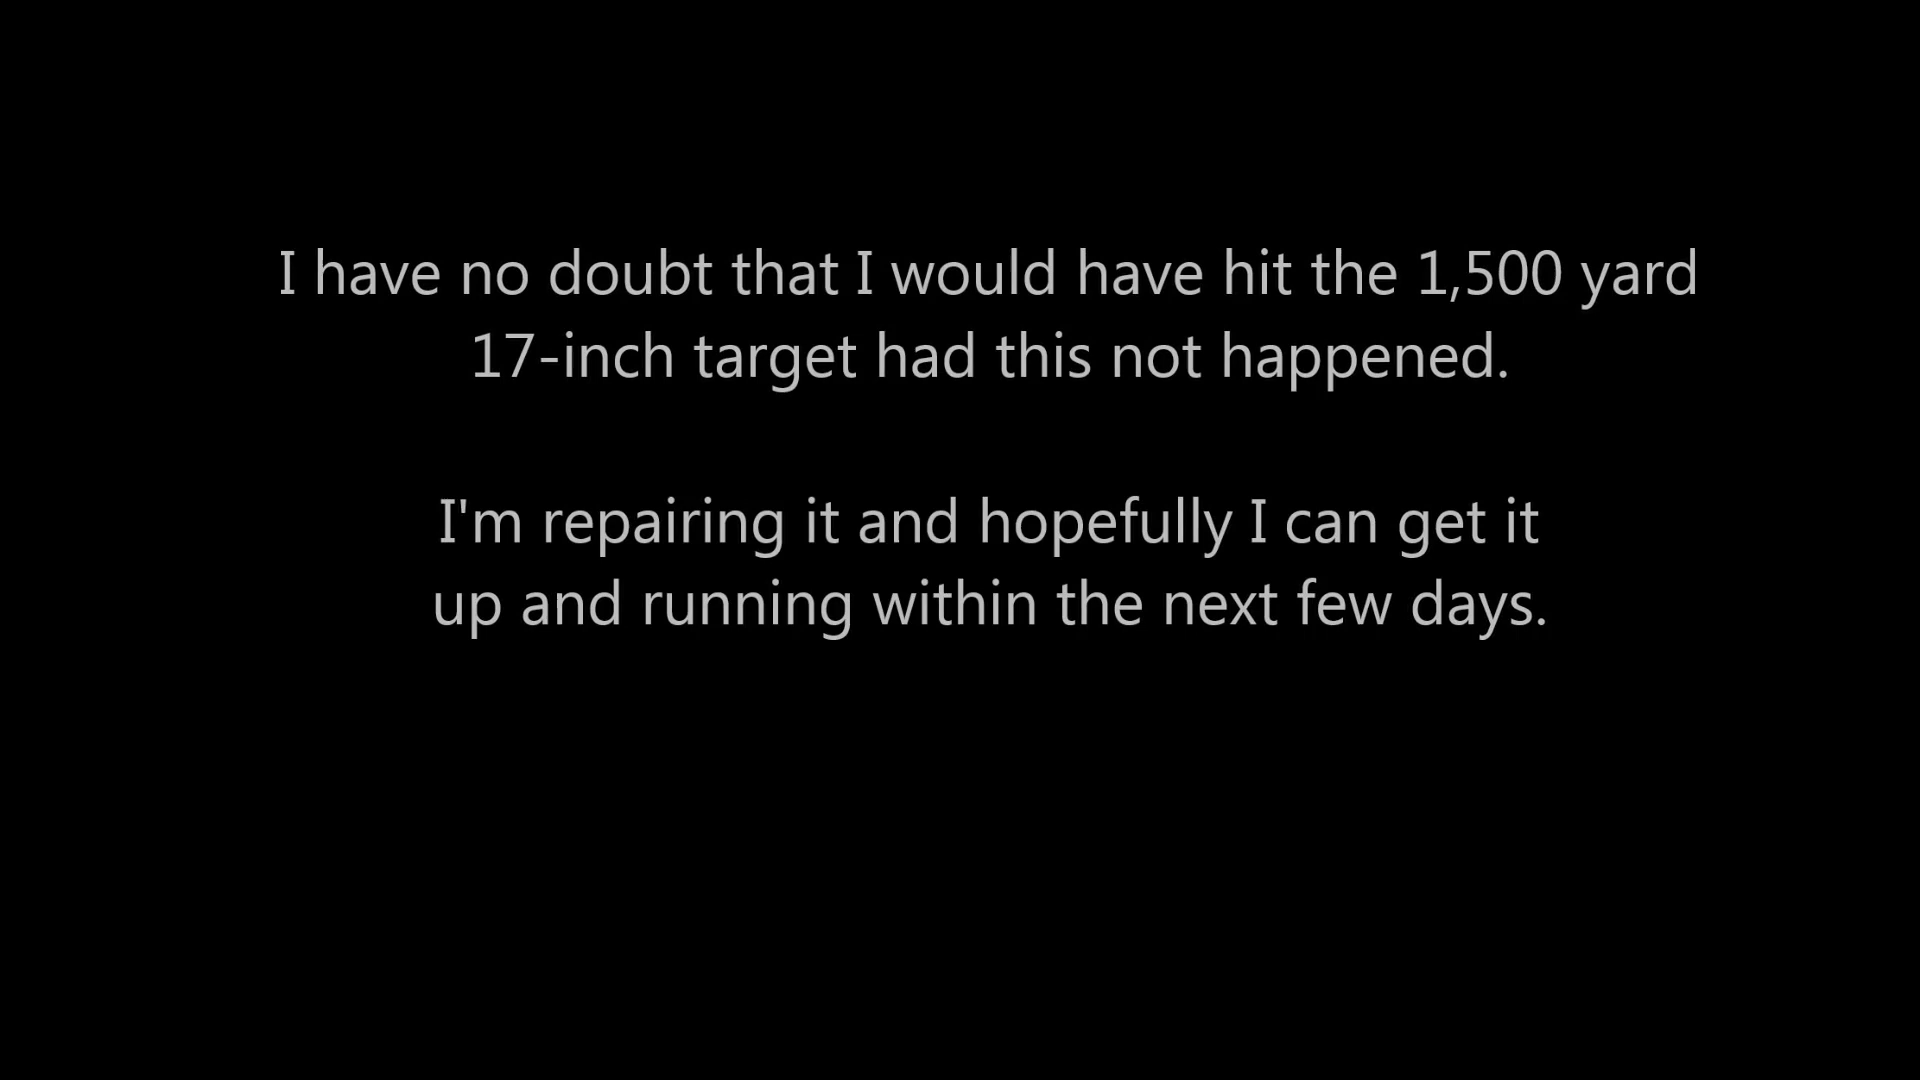 I have no doubt that I would have hit the 1,500 yard
17-inch target had this not happened.
I'm repairing it and hopefully I can get it
up and running within the next few days.